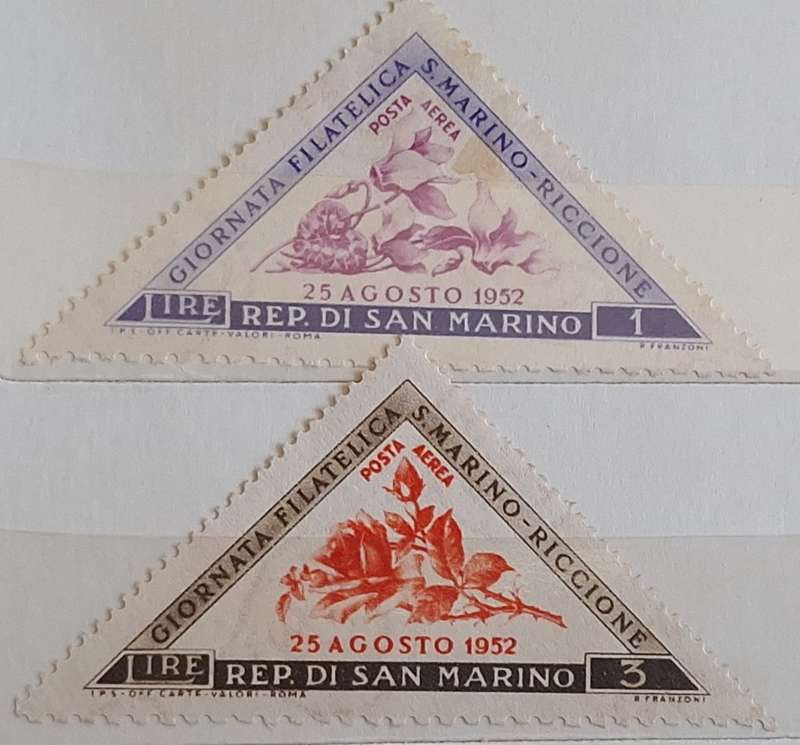 GIORNATA FILATELICA S. MARINO-RICCIONE
POSTA AEREA
25 AGOSTO 1952
LIRE REP. DI SAN MARINO 1
I.P.S.-OFF. CARTE-VALORI-ROMA R. FRANZONI
GIORNATA FILATELICA S. MARINO-RICCIONE
POSTA AEREA
25 AGOSTO 1952
LIRE REP. DI SAN MARINO 3
I.P.S-OFF. CARTE-VALORI-ROMA R. FRANZONI